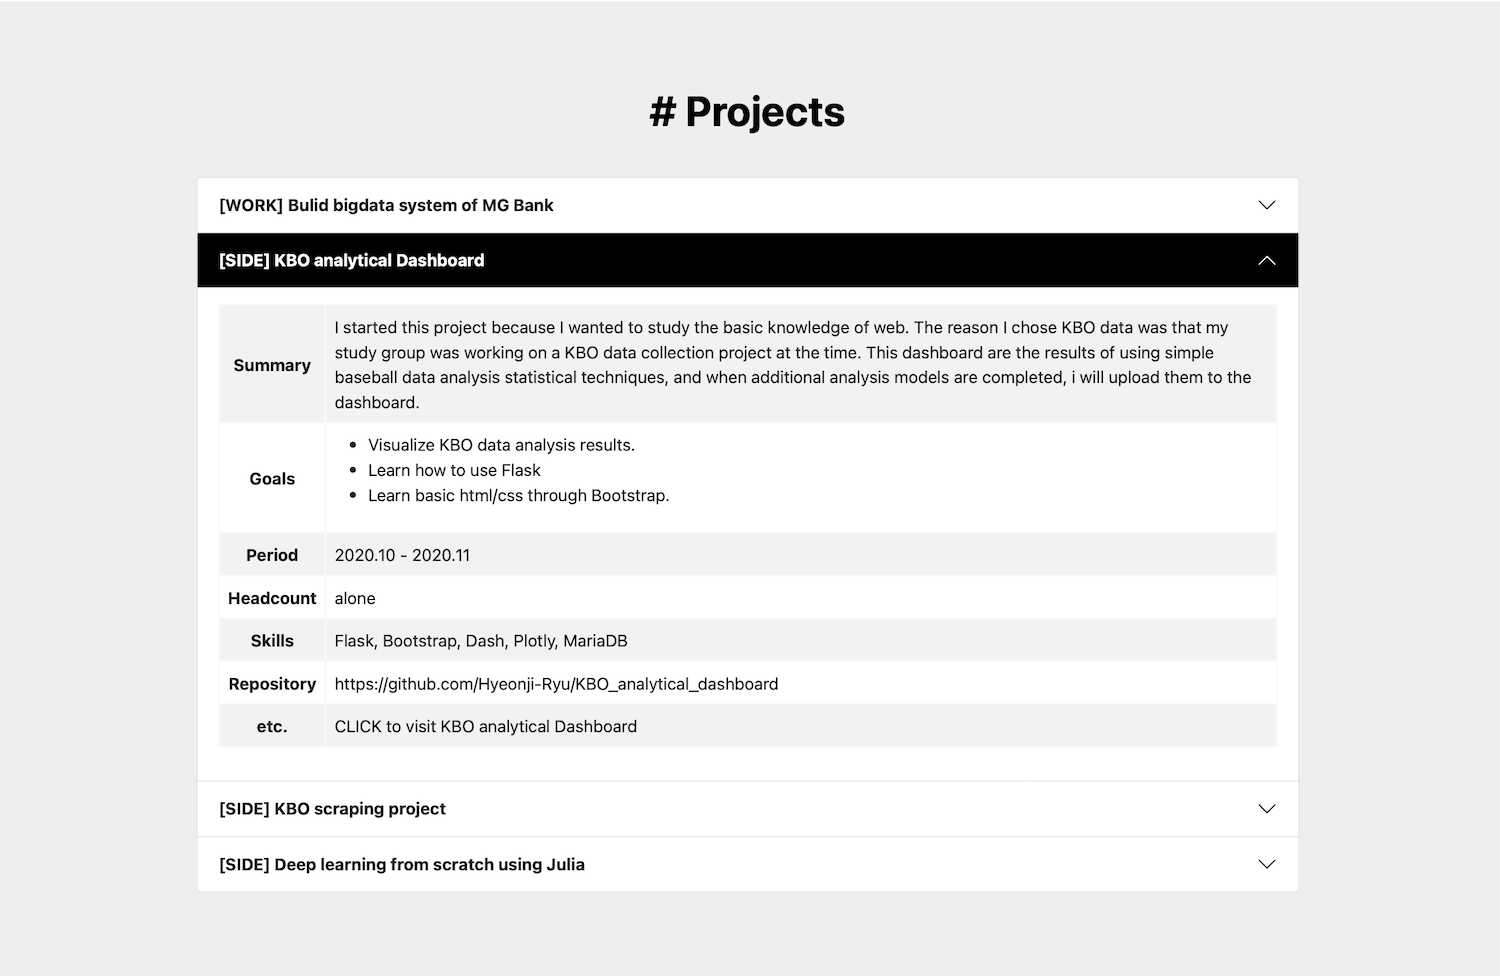 # Projects
[WORK] Bulid bigdata system of MG Bank
[SIDE] KBO analytical Dashboard
Summary
I started this project because I wanted to study the basic knowledge of web. The reason I chose KBO data was that my
study group was working on a KBO data collection project at the time. This dashboard are the results of using simple
baseball data analysis statistical techniques, and when additional analysis models are completed, i will upload them to the
dashboard.
Goals
• Visualize KBO data analysis results.
• Learn how to use Flask
• Learn basic html/css through Bootstrap.
Period
2020.10 - 2020.11
Headcount
alone
Skills
Flask, Bootstrap, Dash, Plotly, MariaDB
Repository
https://github.com/Hyeonji-Ryu/KBO_analytical_dashboard
etc.
CLICK to visit KBO analytical Dashboard
[SIDE] KBO scraping project
[SIDE] Deep learning from scratch using Julia